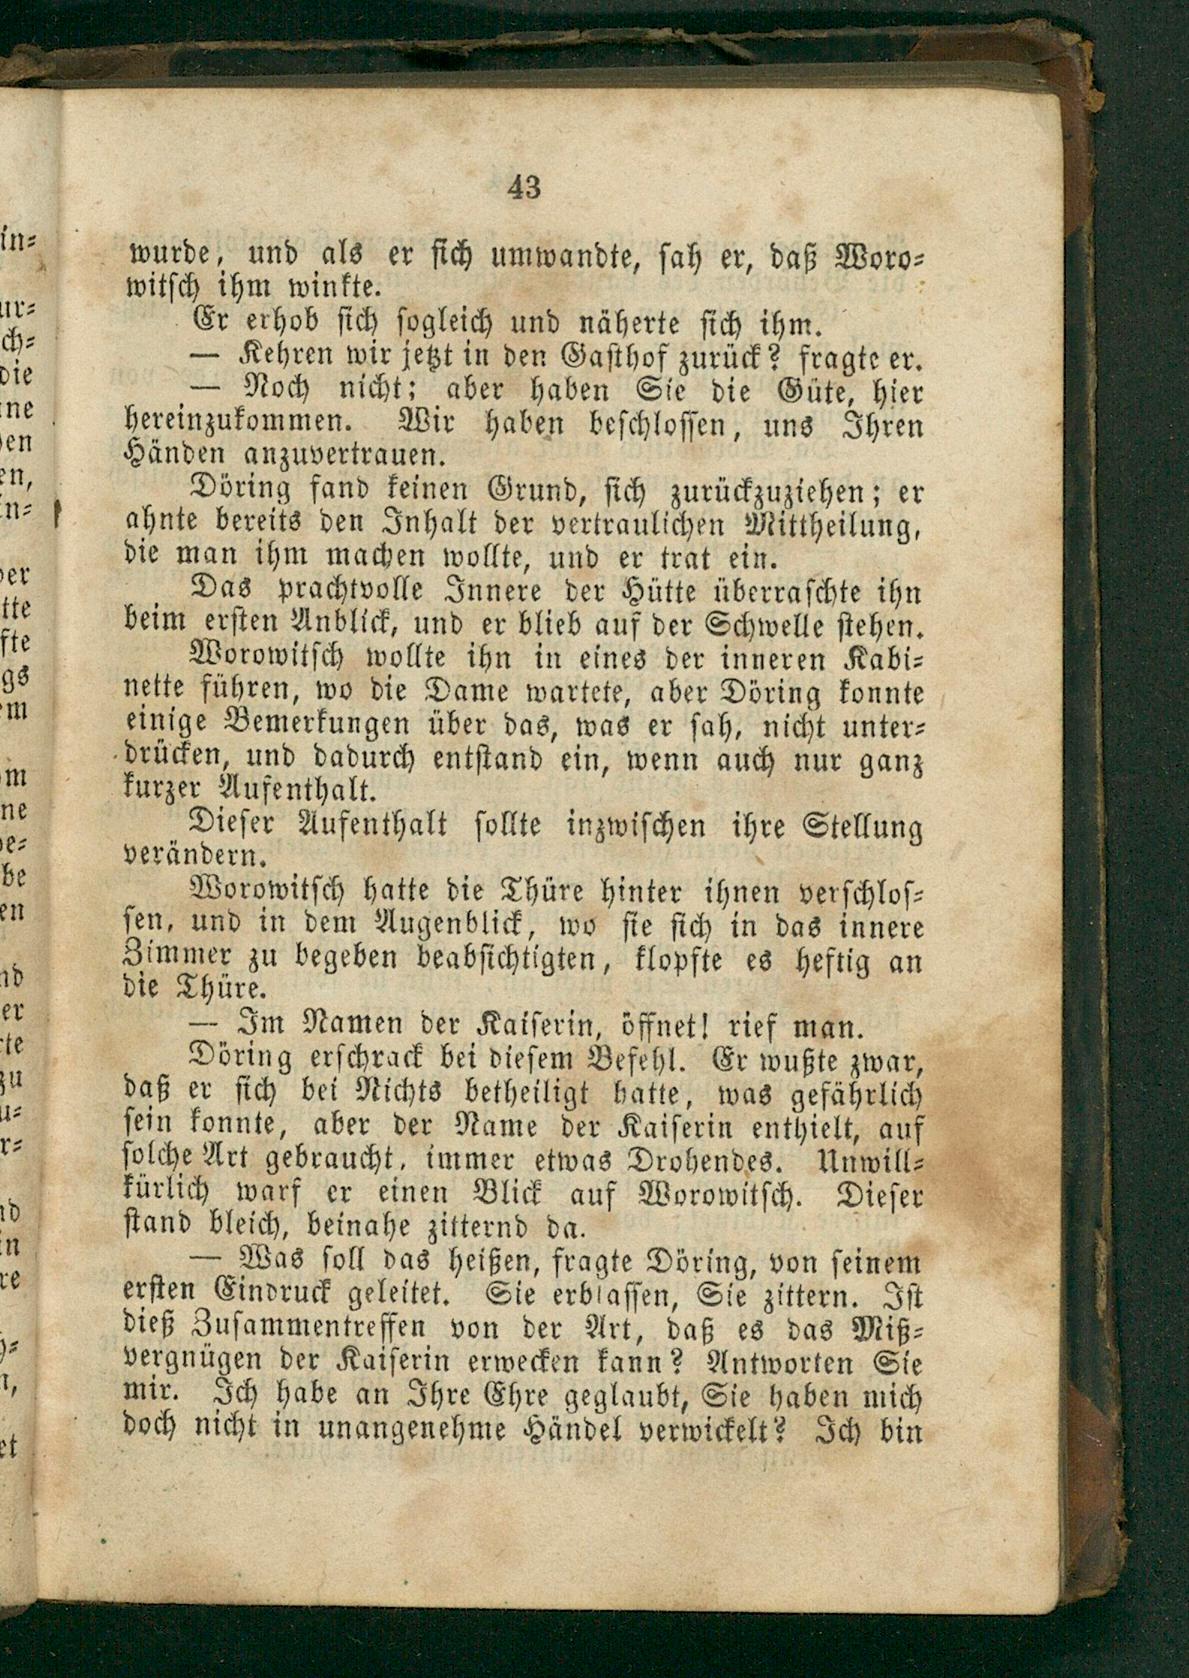 43
wurde, und als er sich umwandte, sah er, daß Woro-
witsch ihm winkte.
Er erhob sich sogleich und näherte sich ihm.
— Kehren wir jetzt in den Gasthof zurück? fragte er.
— Noch nicht; aber haben Sie die Güte, hier
hereinzukommen. Wir haben beschlossen, uns Ihren
Händen anzuvertrauen.
Döring fand keinen Grund, sich zurückzuziehen; er
ahnte bereits den Inhalt der vertraulichen Mittheilung,
die man ihm machen wollte, und er trat ein.
Das prachtvolle Innere der Hütte überraschte ihn
beim ersten Anblick, und er blieb auf der Schwelle stehen.
Worowitsch wollte ihn in eines der inneren Kabi-
nette führen, wo die Dame wartete, aber Döring konnte
einige Bemerkungen über das, was er sah, nicht unter-
drücken, und dadurch entstand ein, wenn auch nur ganz
kurzer Aufenthalt.
Dieser Aufenthalt sollte inzwischen ihre Stellung
verändern.
Worowitsch hatte die Thüre hinter ihnen verschlos-
sen, und in dem Augenblick, wo sie sich in das innere
Zimmer zu begeben beabsichtigten, klopfte es heftig an
die Thüre.
— Im Namen der Kaiserin, öffnet! rief man.
Döring erschrack bei diesem Befehl. Er wußte zwar,
daß er sich bei Nichts betheiligt hatte, was gefährlich
sein konnte, aber der Name der Kaiserin enthielt, auf
solche Art gebraucht, immer etwas Drohendes. Unwill-
kürlich warf er einen Blick auf Worowitsch. Dieser
stand bleich, beinahe zitternd da.
— Was soll das heißen, fragte Döring, von seinem
ersten Eindruck geleitet. Sie erblassen, Sie zittern. Ist
dieß Zusammentreffen von der Art, daß es das Miß-
vergnügen der Kaiserin erwecken kann? Antworten Sie
mir. Ich habe an Ihre Ehre geglaubt, Sie haben mich
doch nicht in unangenehme Händel verwickelt? Ich bin